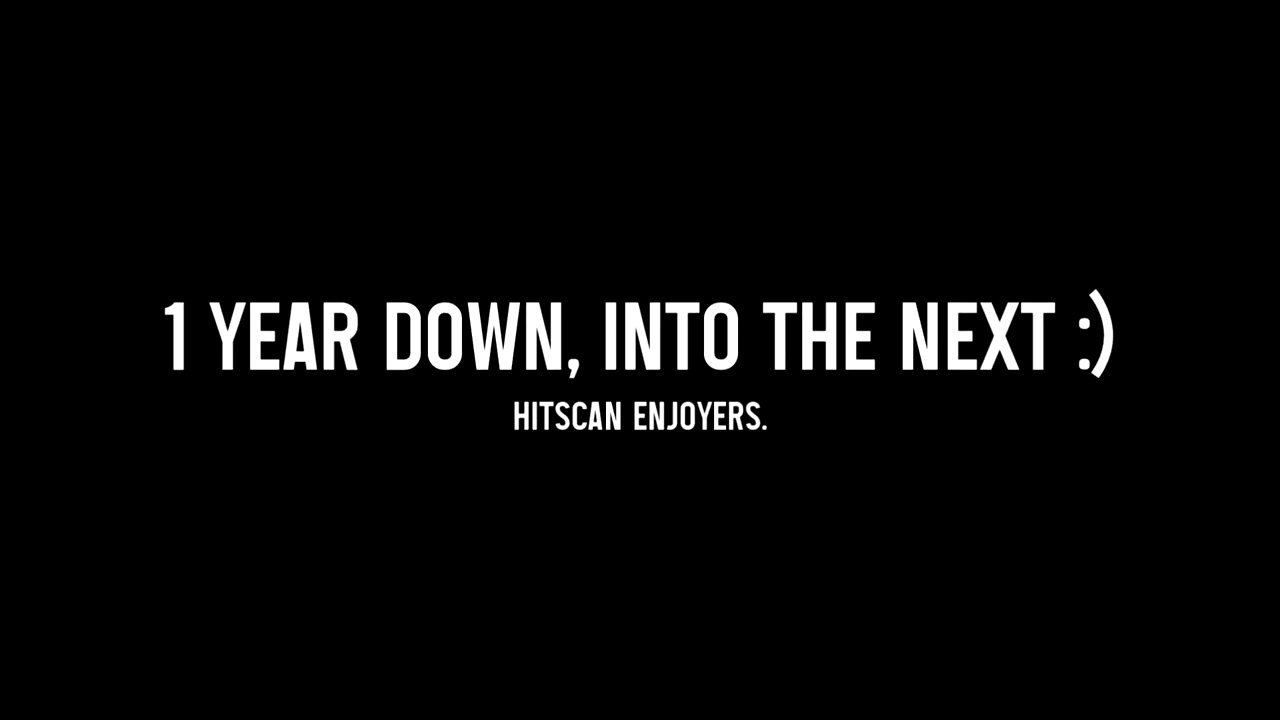 1 YEAR DOWN, INTO THE NEXT :)
HITSCAN ENJOYERS.